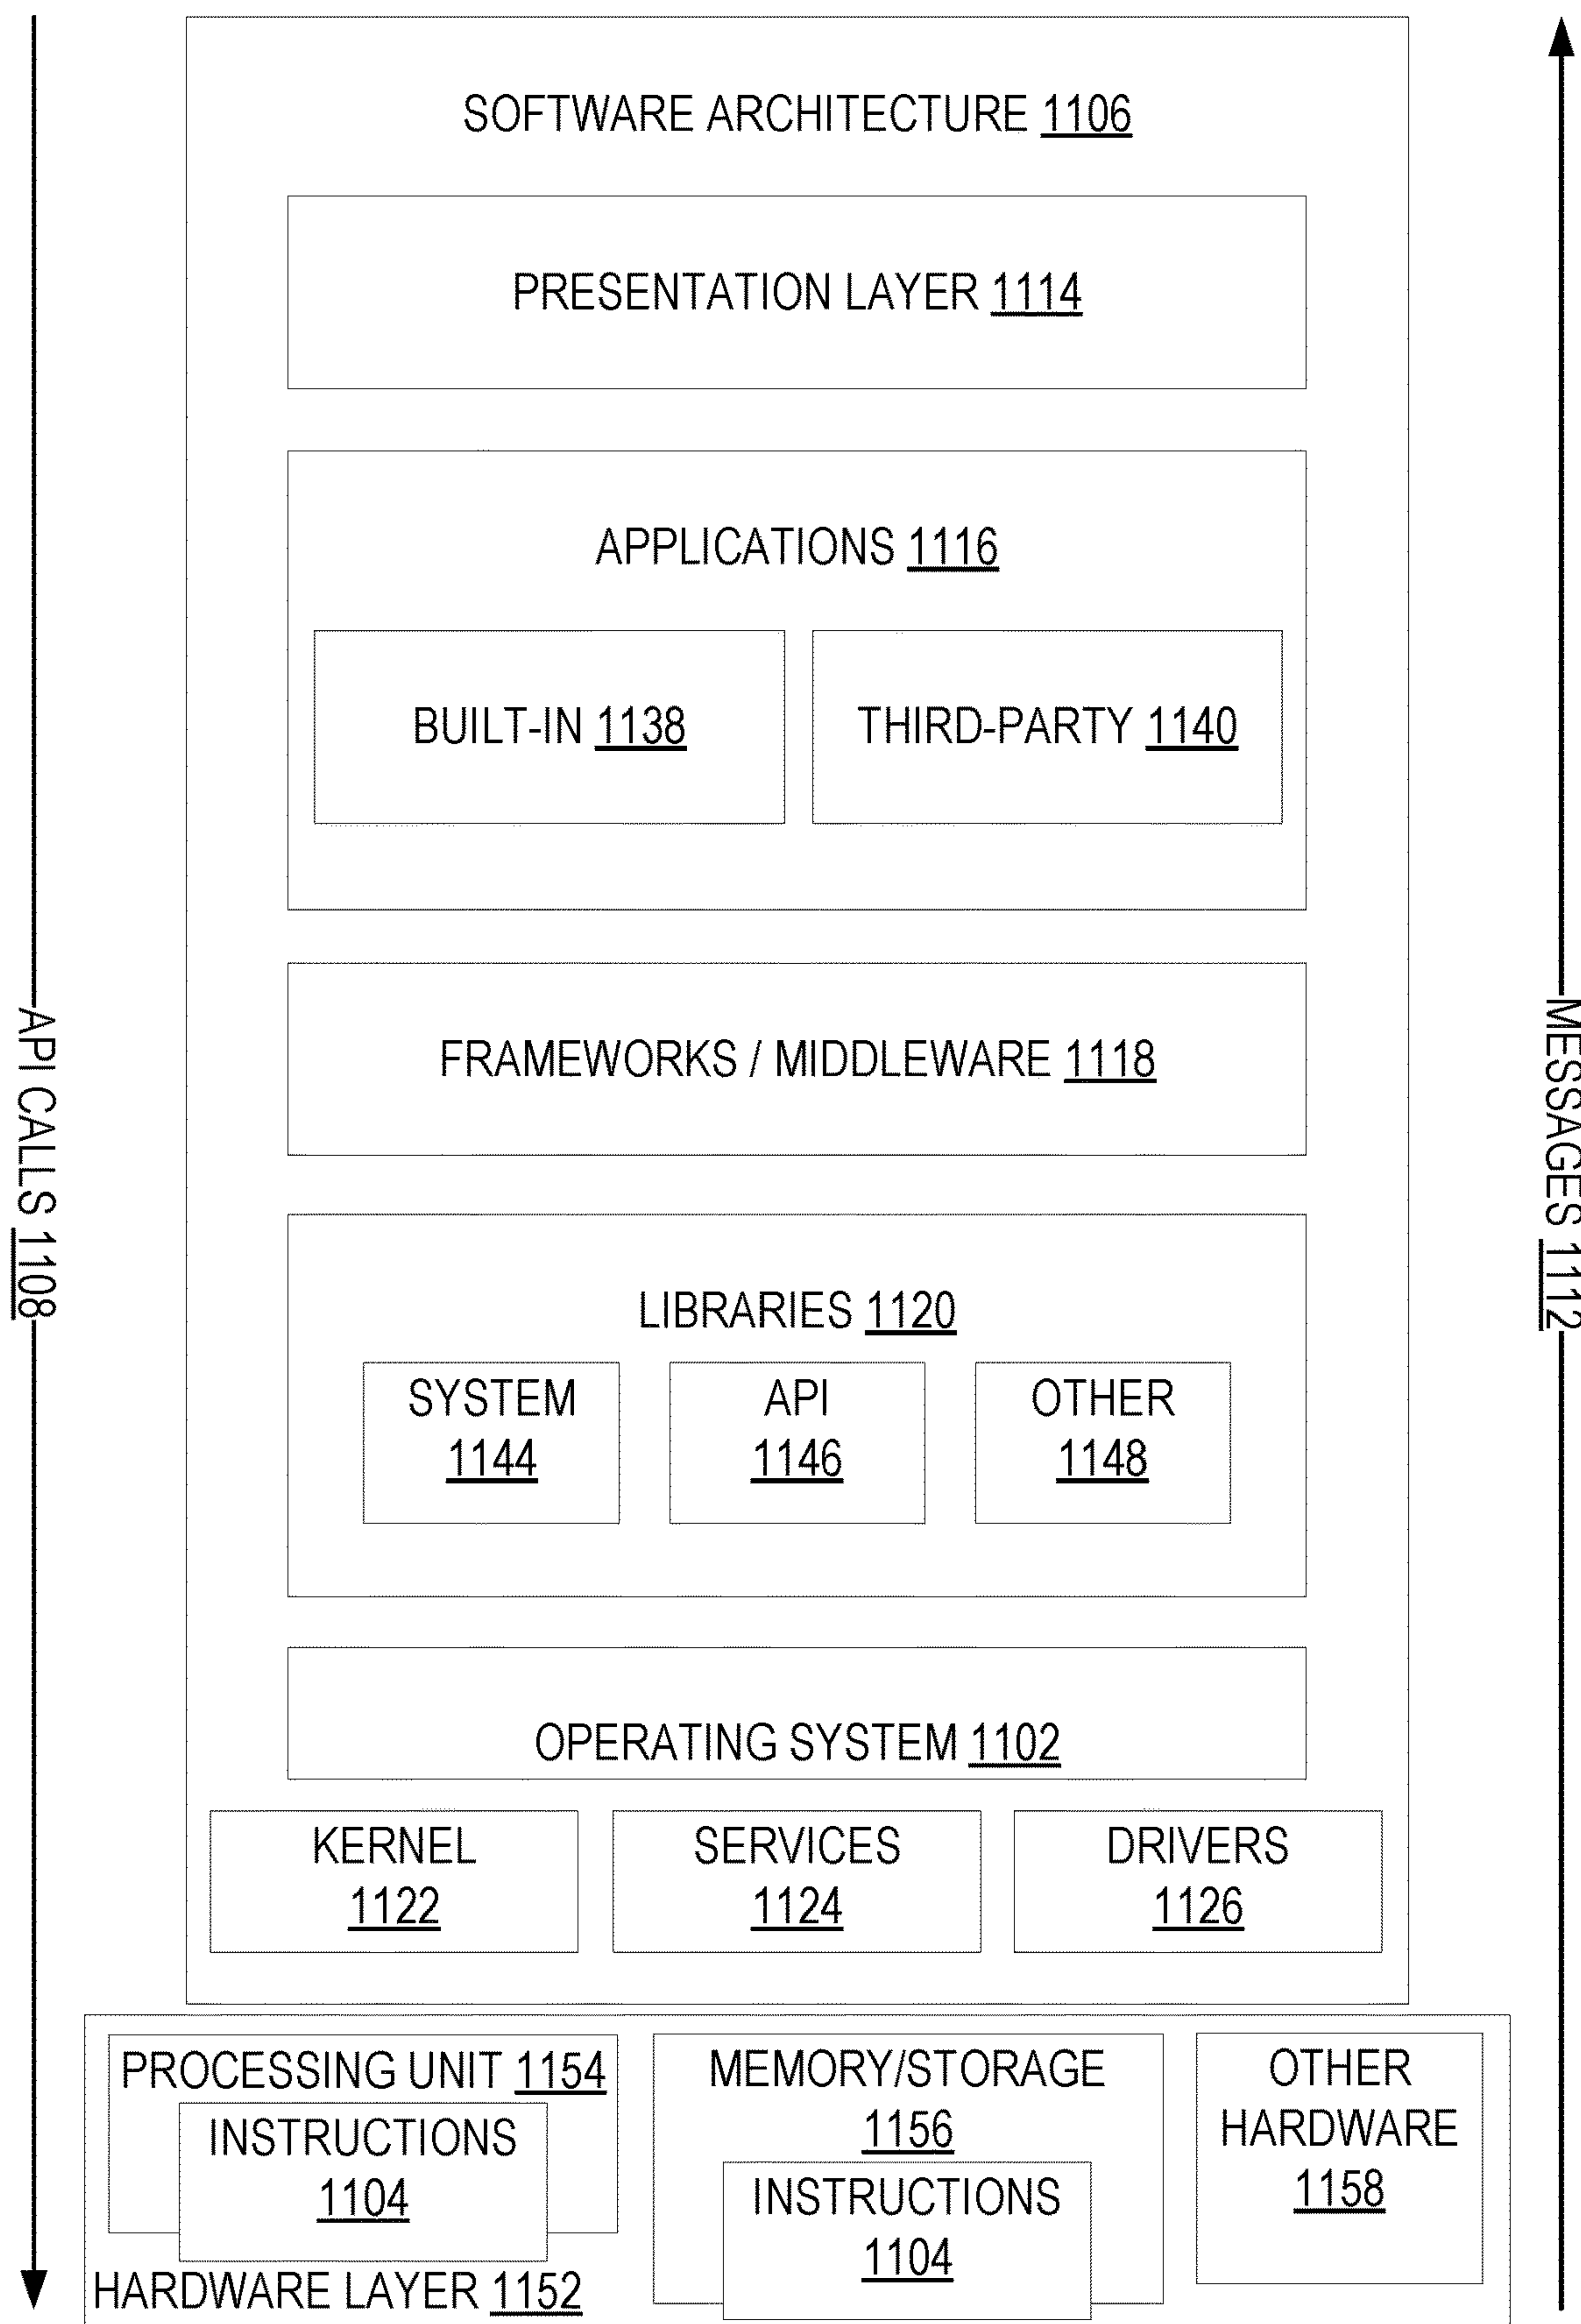 SOFTWARE ARCHITECTURE 1106
PRESENTATION LAYER 1114
APPLICATIONS 1116
BUILT-IN 1138
THIRD-PARTY 1140
FRAMEWORKS / MIDDLEWARE 1118
API CALLS 1108
MESSAGES 1112
LIBRARIES 1120
SYSTEM
1144
API
1146
OTHER
1148
OPERATING SYSTEM 1102
KERNEL
1122
SERVICES
1124
DRIVERS
1126
PROCESSING UNIT 1154
INSTRUCTIONS
1104
MEMORY/STORAGE
1156
INSTRUCTIONS
1104
OTHER
HARDWARE
1158
HARDWARE LAYER 1152